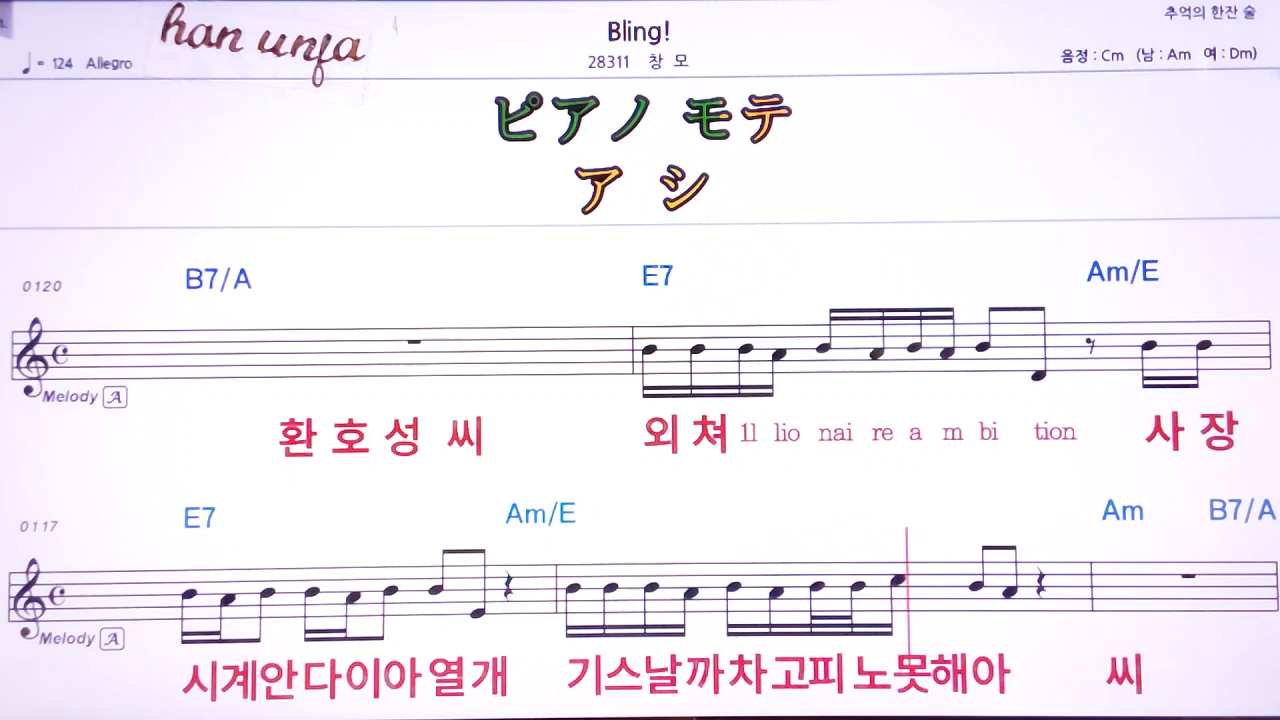 추억의 한잔 술
han unfa
Bling!
♩= 124 Allegro
28311 창 모
음정 : Cm (남 : Am 여 : Dm)
ピアノ モテ
ア シ
B7/A E7 Am/E
0120
Melody A
환 호 성 씨 외 쳐 1l lio nai re a m bi tion 사 장
E7 Am/E Am B7/A
0117
Melody A
시계안다이아열개 기스날까차고피노못해아 씨